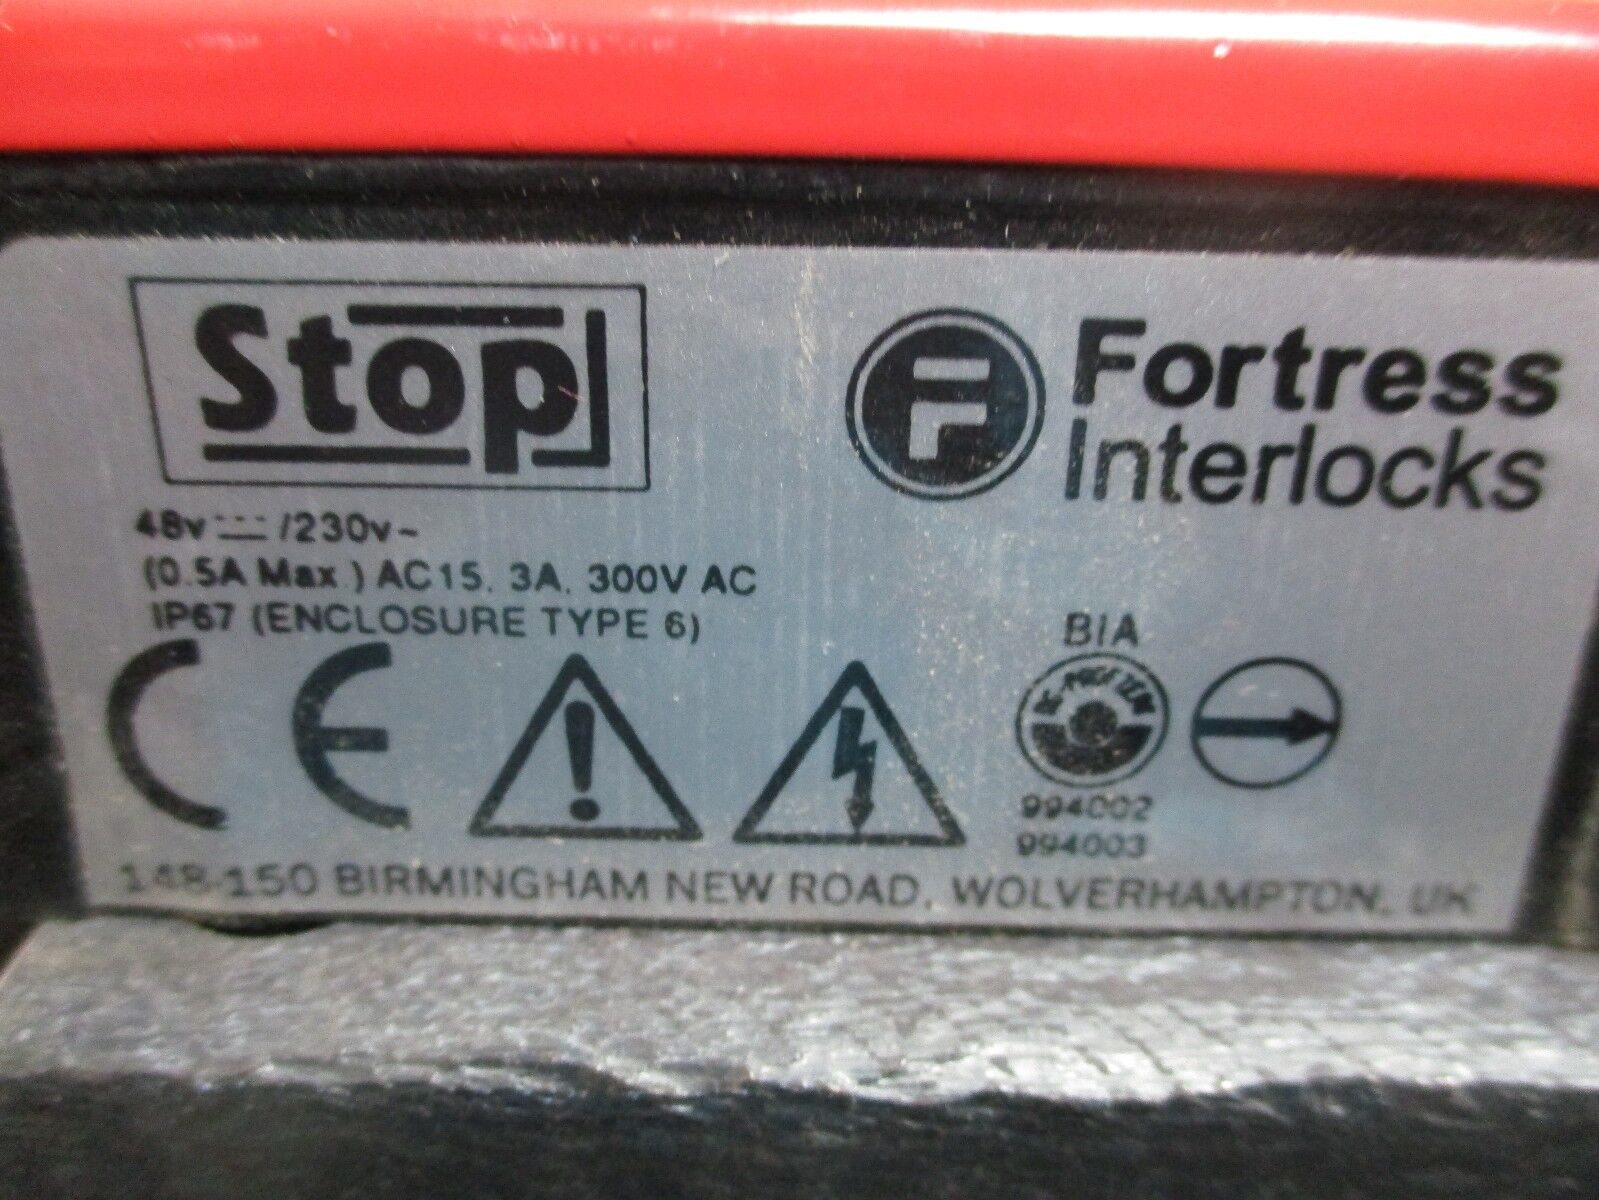 Stop
Fortress
Interlocks
48v ⎓ /230v~
(0.5A Max.) AC15, 3A, 300V AC
IP67 (ENCLOSURE TYPE 6)
CE
BIA
994002
994003
148-150 BIRMINGHAM NEW ROAD, WOLVERHAMPTON, UK